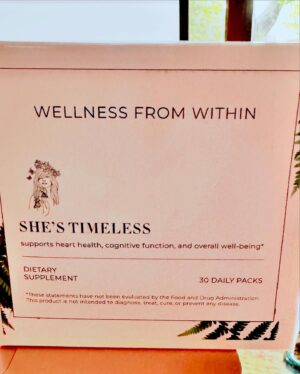 WELLNESS FROM WITHIN
SHE'S TIMELESS
supports heart health, cognitive function, and overall well-being*
DIETARY
SUPPLEMENT
30 DAILY PACKS
*These statements have not been evaluated by the Food and Drug Administration.
This product is not intended to diagnose, treat, cure, or prevent any disease.